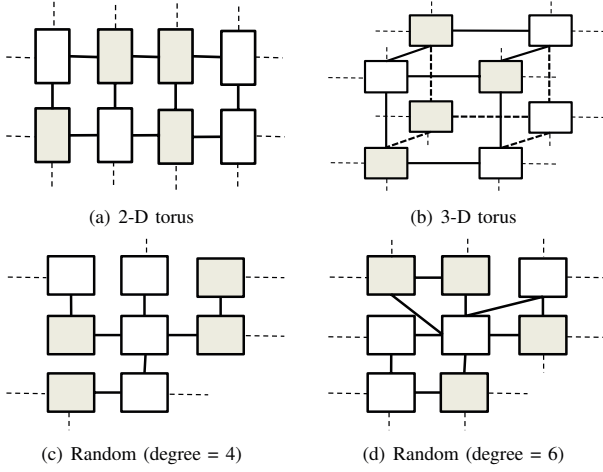 (a) 2-D torus
(b) 3-D torus
(c) Random (degree = 4)
(d) Random (degree = 6)